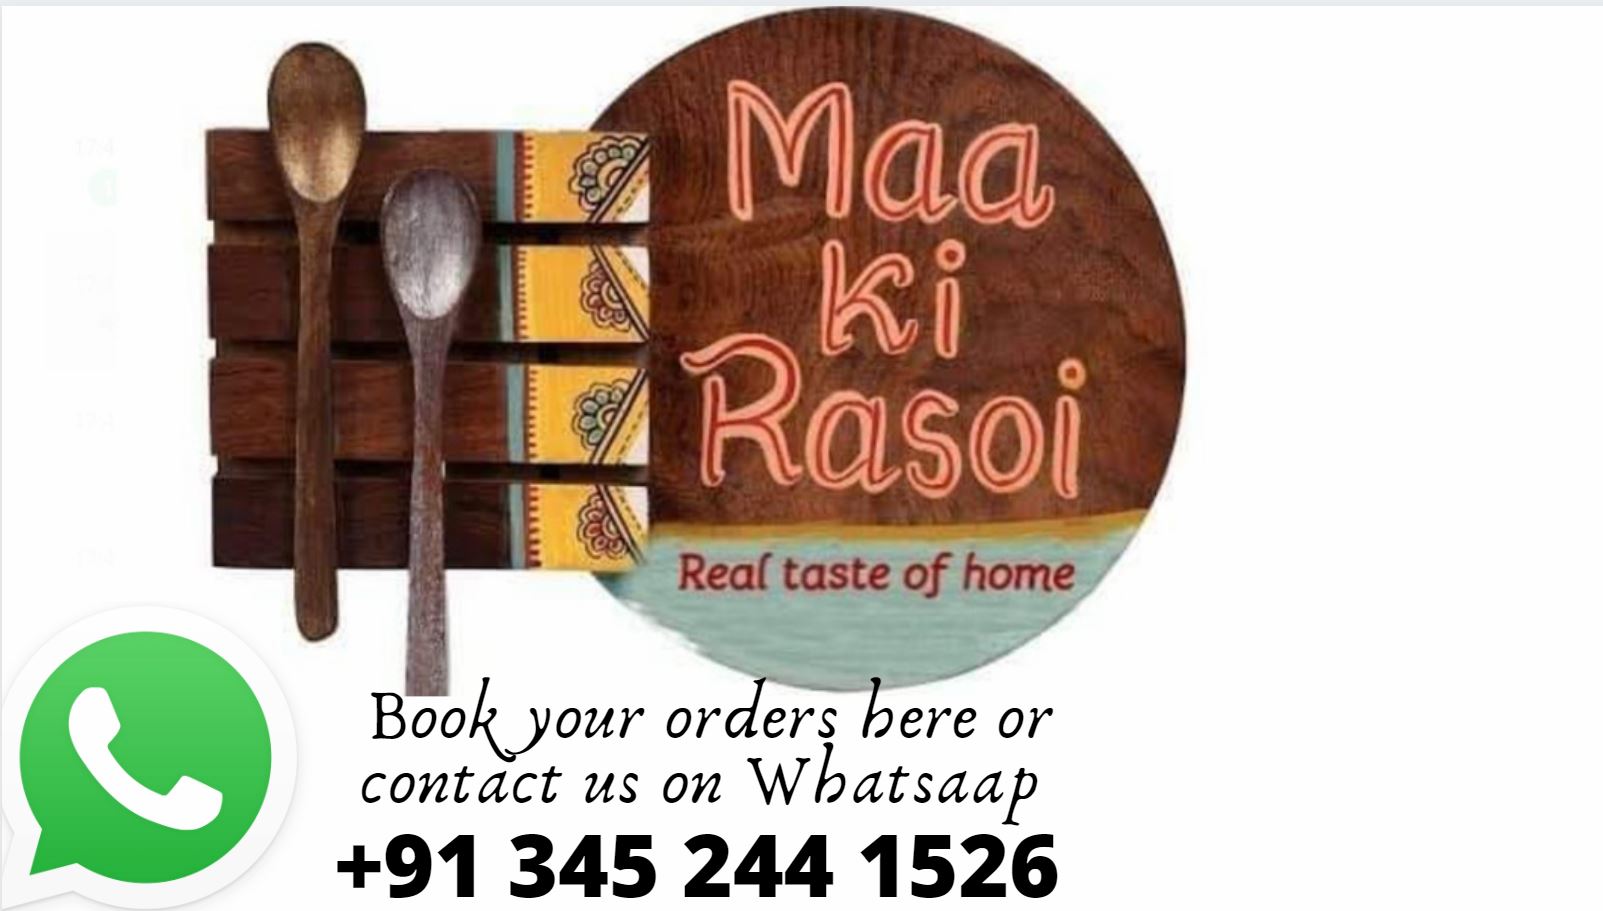 Maa
ki
Rasoi
Real taste of home
Book your orders here or
contact us on Whatsaap
+91 345 244 1526